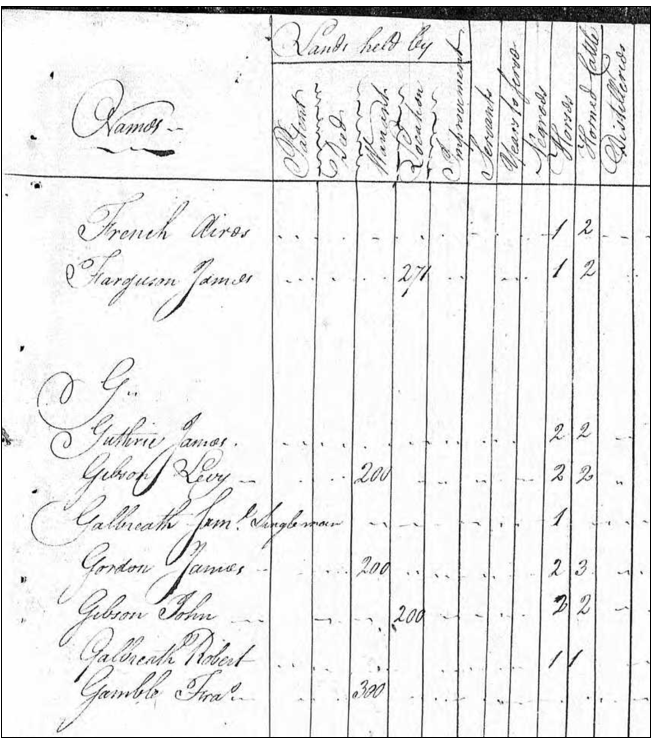 Lands held by
Names Patent Deed Warrant Location Improvement Servants Years to serve Negroes Horses Horned Cattle Distilleries
French Aires 1 2
Farguson James 271 1 2
G
Guthrie James 2 2
Gibson Levy 200 2 2
Galbreath Saml. Singleman 1
Gordon James 200 2 3
Gibson John 200 2 2
Galbreath Robert 1 1
Gamble Fras. 300